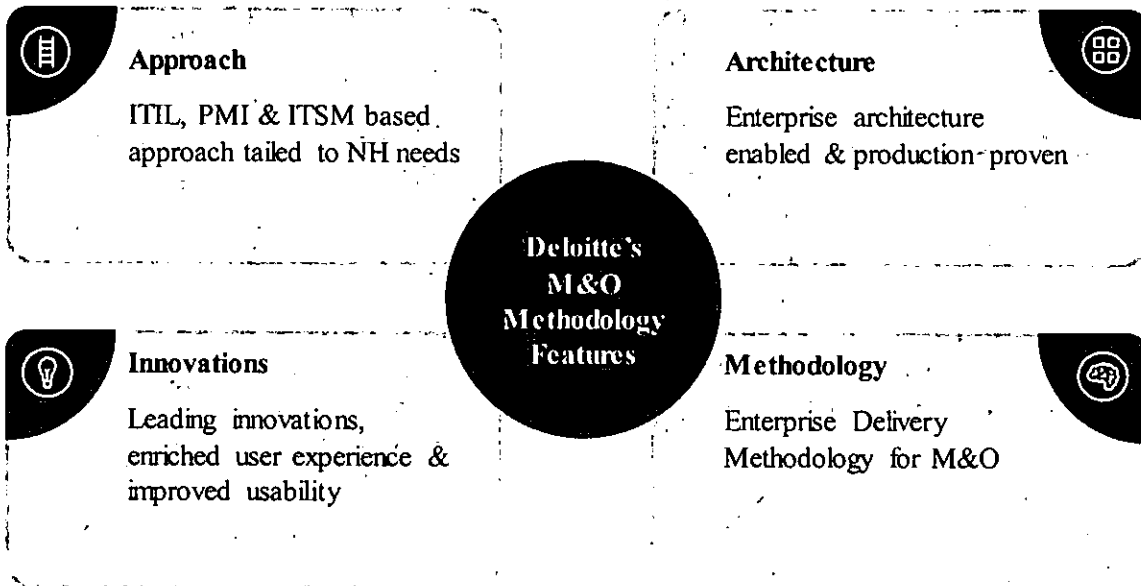 Approach
ITIL, PMI & ITSM based
approach tailed to NH needs
Architecture
Enterprise architecture
enabled & production-proven
Deloitte's
M&O
Methodology
Features
Innovations
Leading innovations,
enriched user experience &
improved usability
Methodology
Enterprise Delivery
Methodology for M&O